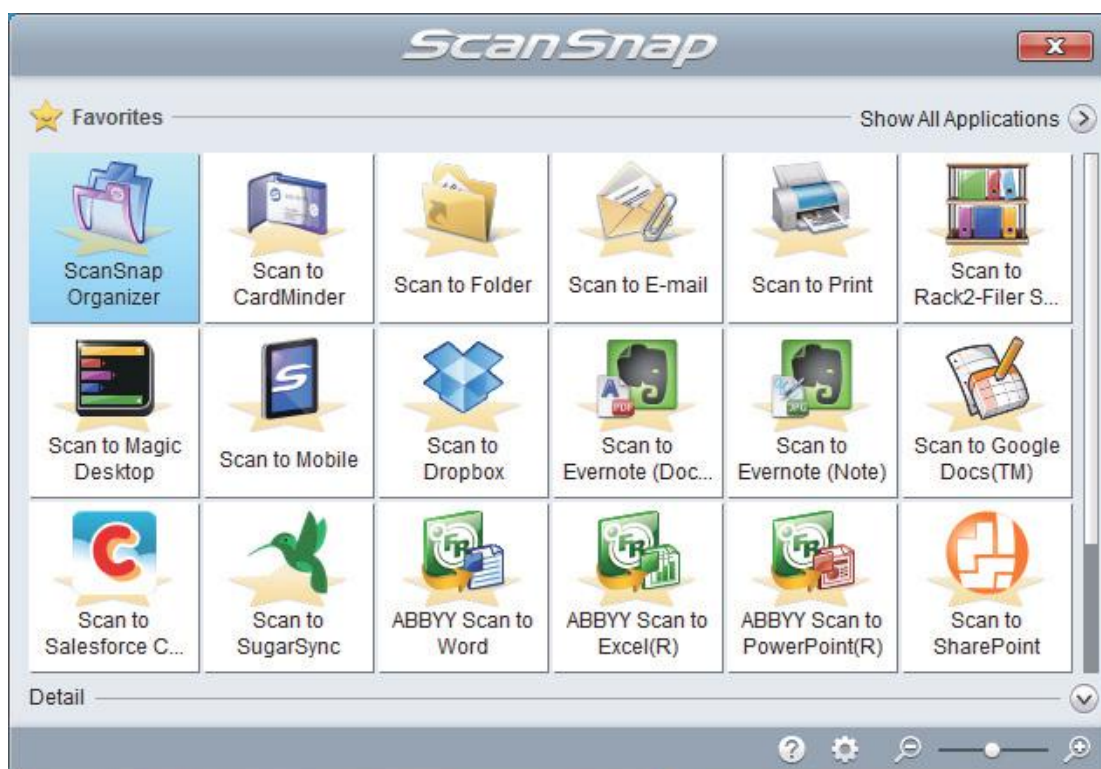 ScanSnap
Favorites
Show All Applications
ScanSnap
Organizer
Scan to
CardMinder
Scan to Folder
Scan to E-mail
Scan to Print
Scan to
Rack2-Filer S...
Scan to Magic
Desktop
Scan to Mobile
Scan to
Dropbox
Scan to
Evernote (Doc...
Scan to
Evernote (Note)
Scan to Google
Docs(TM)
Scan to
Salesforce C...
Scan to
SugarSync
ABBYY Scan to
Word
ABBYY Scan to
Excel(R)
ABBYY Scan to
PowerPoint(R)
Scan to
SharePoint
Detail